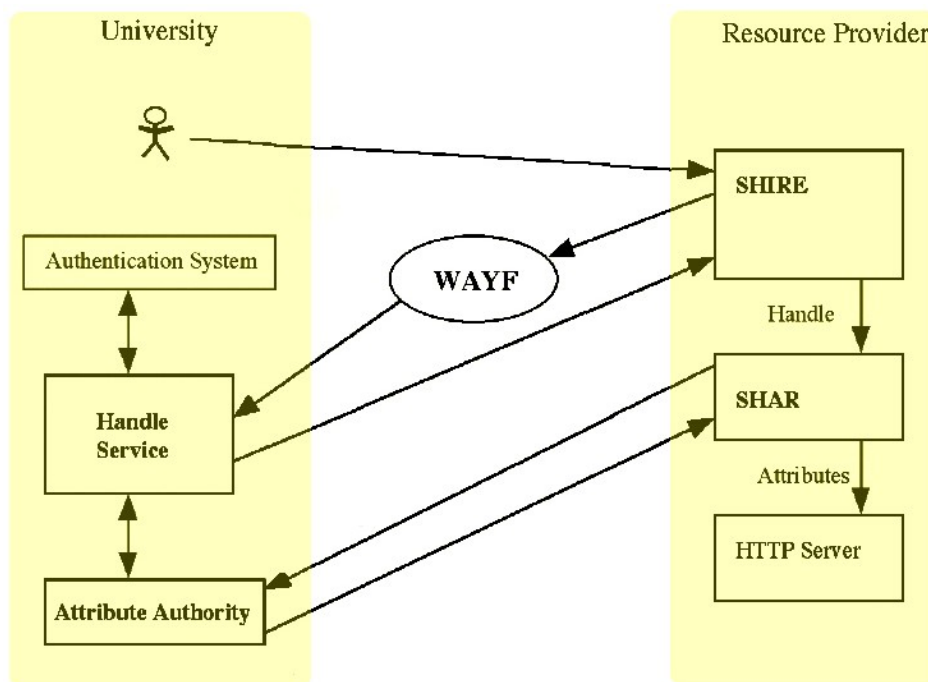 University
Resource Provider
SHIRE
Authentication System
WAYF
Handle
Handle
Service
SHAR
Attributes
HTTP Server
Attribute Authority